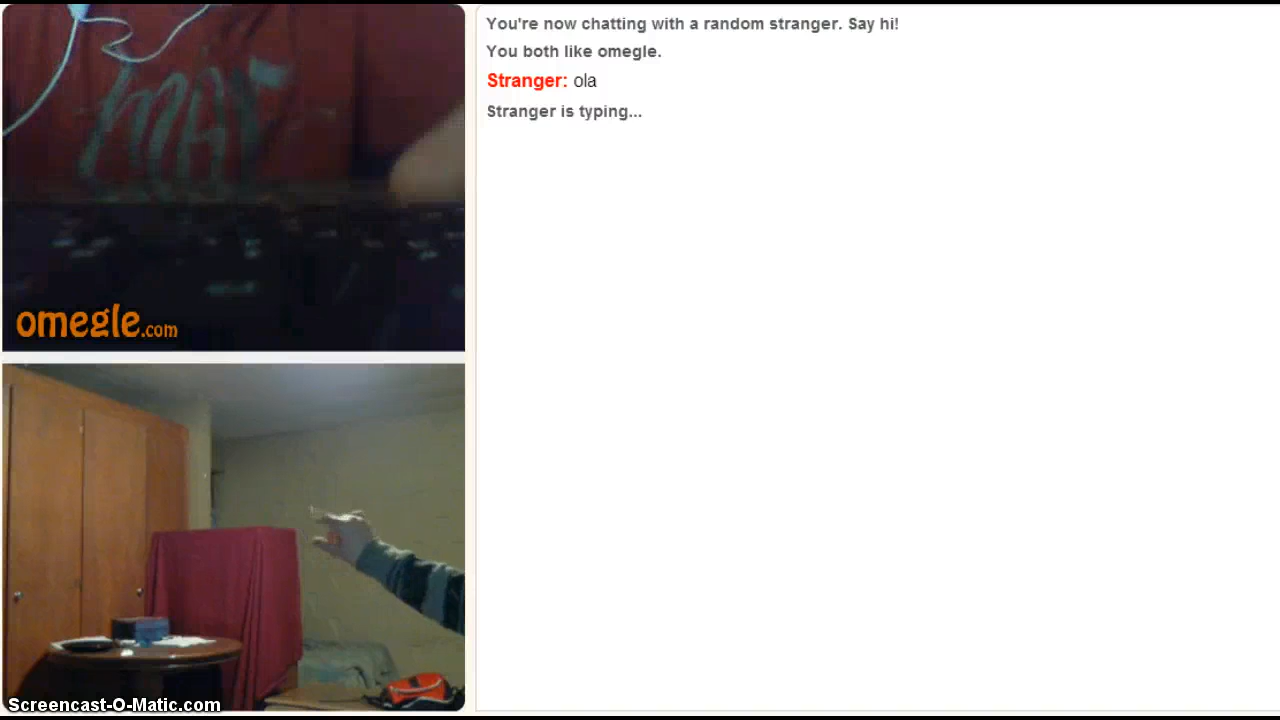 You're now chatting with a random stranger. Say hi!
You both like omegle.
Stranger: ola
Stranger is typing...
omegle.com
Screencast-O-Matic.com